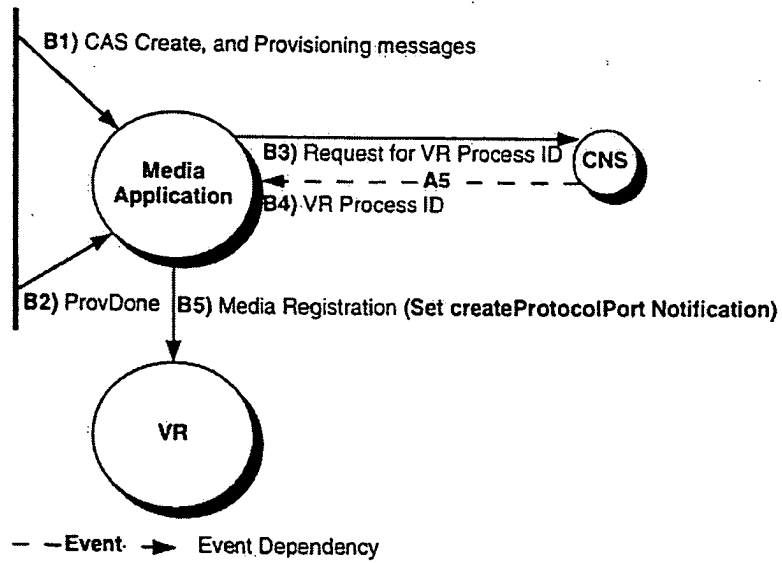 B1) CAS Create, and Provisioning messages
Media
Application
B3) Request for VR Process ID
CNS
A5
B4) VR Process ID
B2) ProvDone
B5) Media Registration (Set createProtocolPort Notification)
VR
Event
Event Dependency